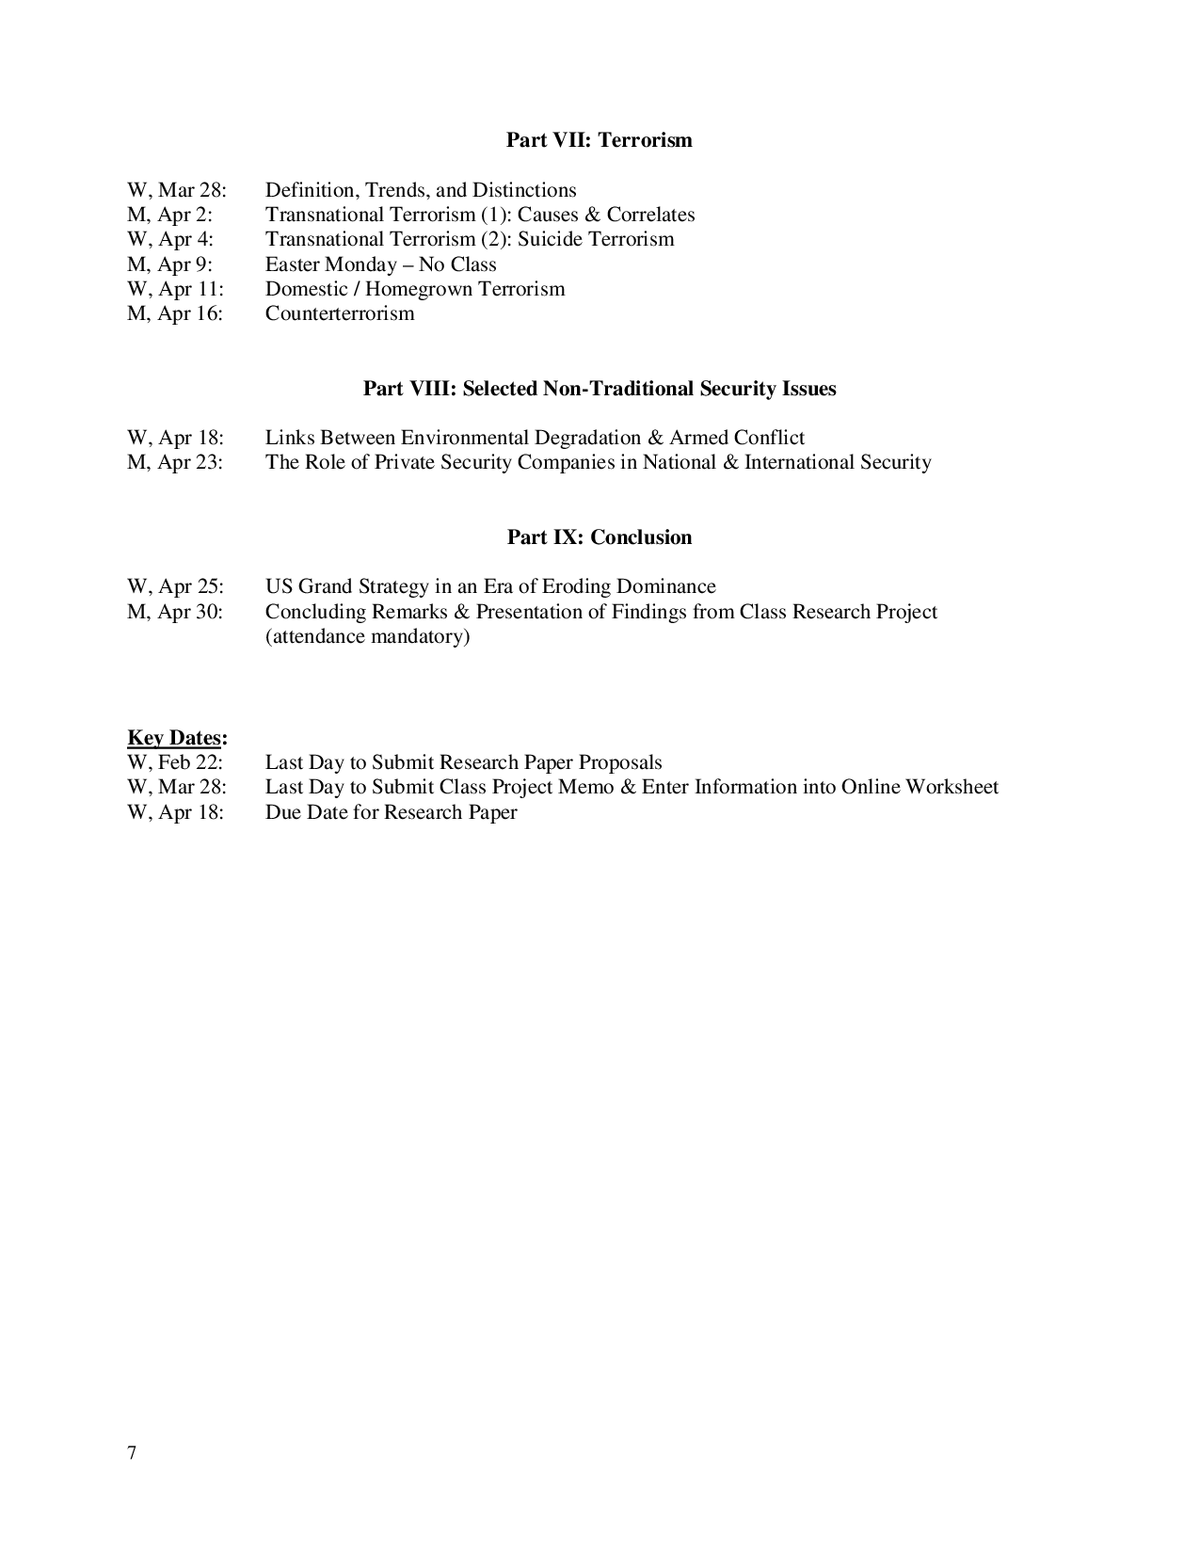 Part VII: Terrorism
W, Mar 28: Definition, Trends, and Distinctions
M, Apr 2: Transnational Terrorism (1): Causes & Correlates
W, Apr 4: Transnational Terrorism (2): Suicide Terrorism
M, Apr 9: Easter Monday – No Class
W, Apr 11: Domestic / Homegrown Terrorism
M, Apr 16: Counterterrorism
Part VIII: Selected Non-Traditional Security Issues
W, Apr 18: Links Between Environmental Degradation & Armed Conflict
M, Apr 23: The Role of Private Security Companies in National & International Security
Part IX: Conclusion
W, Apr 25: US Grand Strategy in an Era of Eroding Dominance
M, Apr 30: Concluding Remarks & Presentation of Findings from Class Research Project
(attendance mandatory)
Key Dates:
W, Feb 22: Last Day to Submit Research Paper Proposals
W, Mar 28: Last Day to Submit Class Project Memo & Enter Information into Online Worksheet
W, Apr 18: Due Date for Research Paper
7